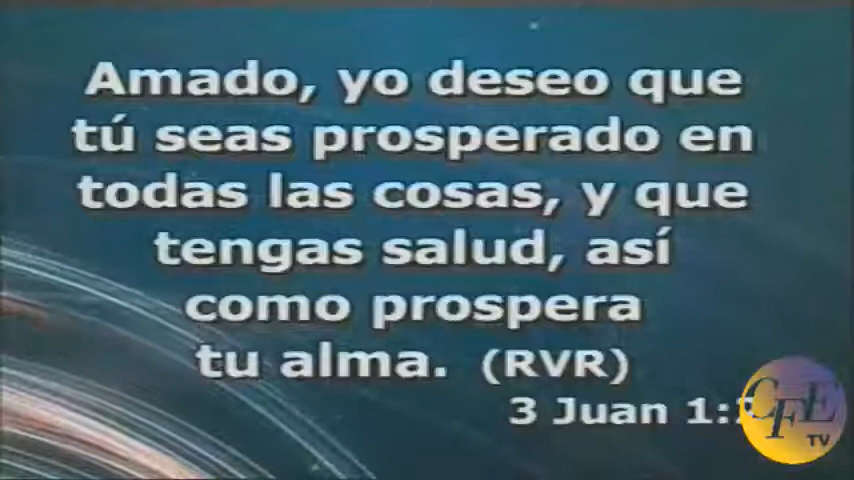 Amado, yo deseo que
tú seas prosperado en
todas las cosas, y que
tengas salud, así
como prospera
tu alma. (RVR)
3 Juan 1:
CFE
TV